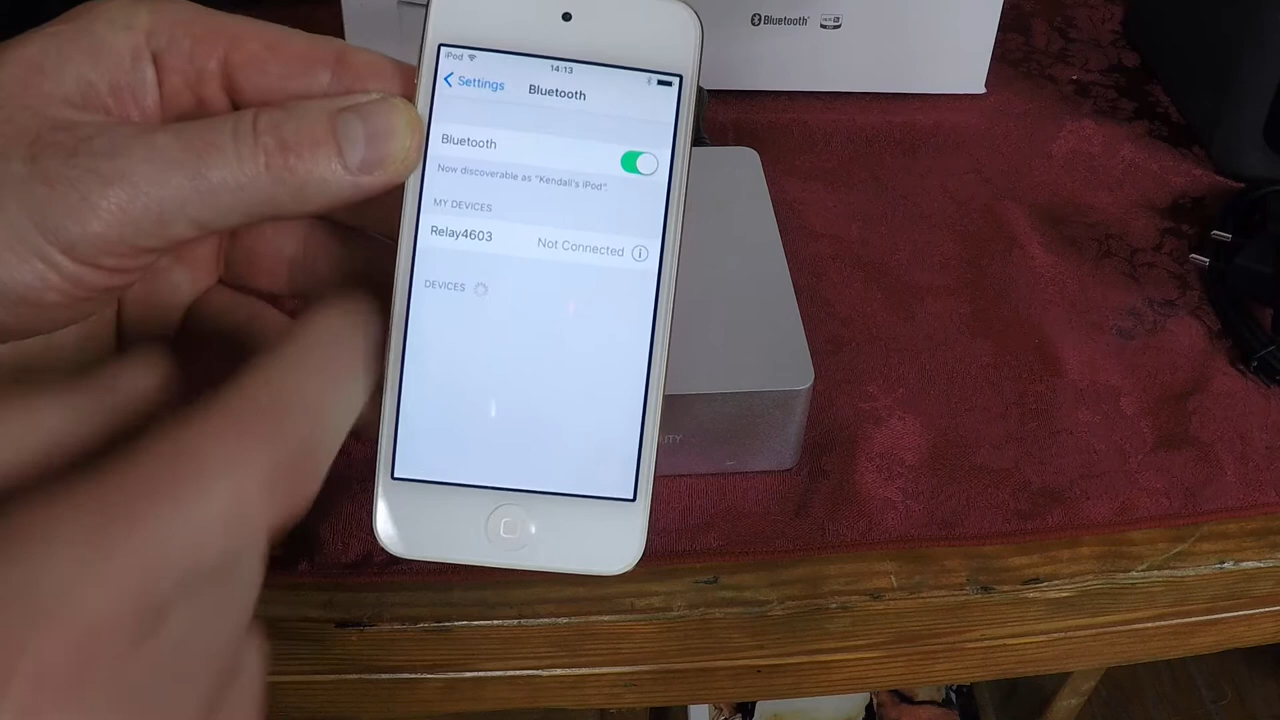 Bluetooth
iPod
14:13
Settings
Bluetooth
Bluetooth
Now discoverable as "Kendall's iPod".
MY DEVICES
Relay4603
Not Connected
DEVICES